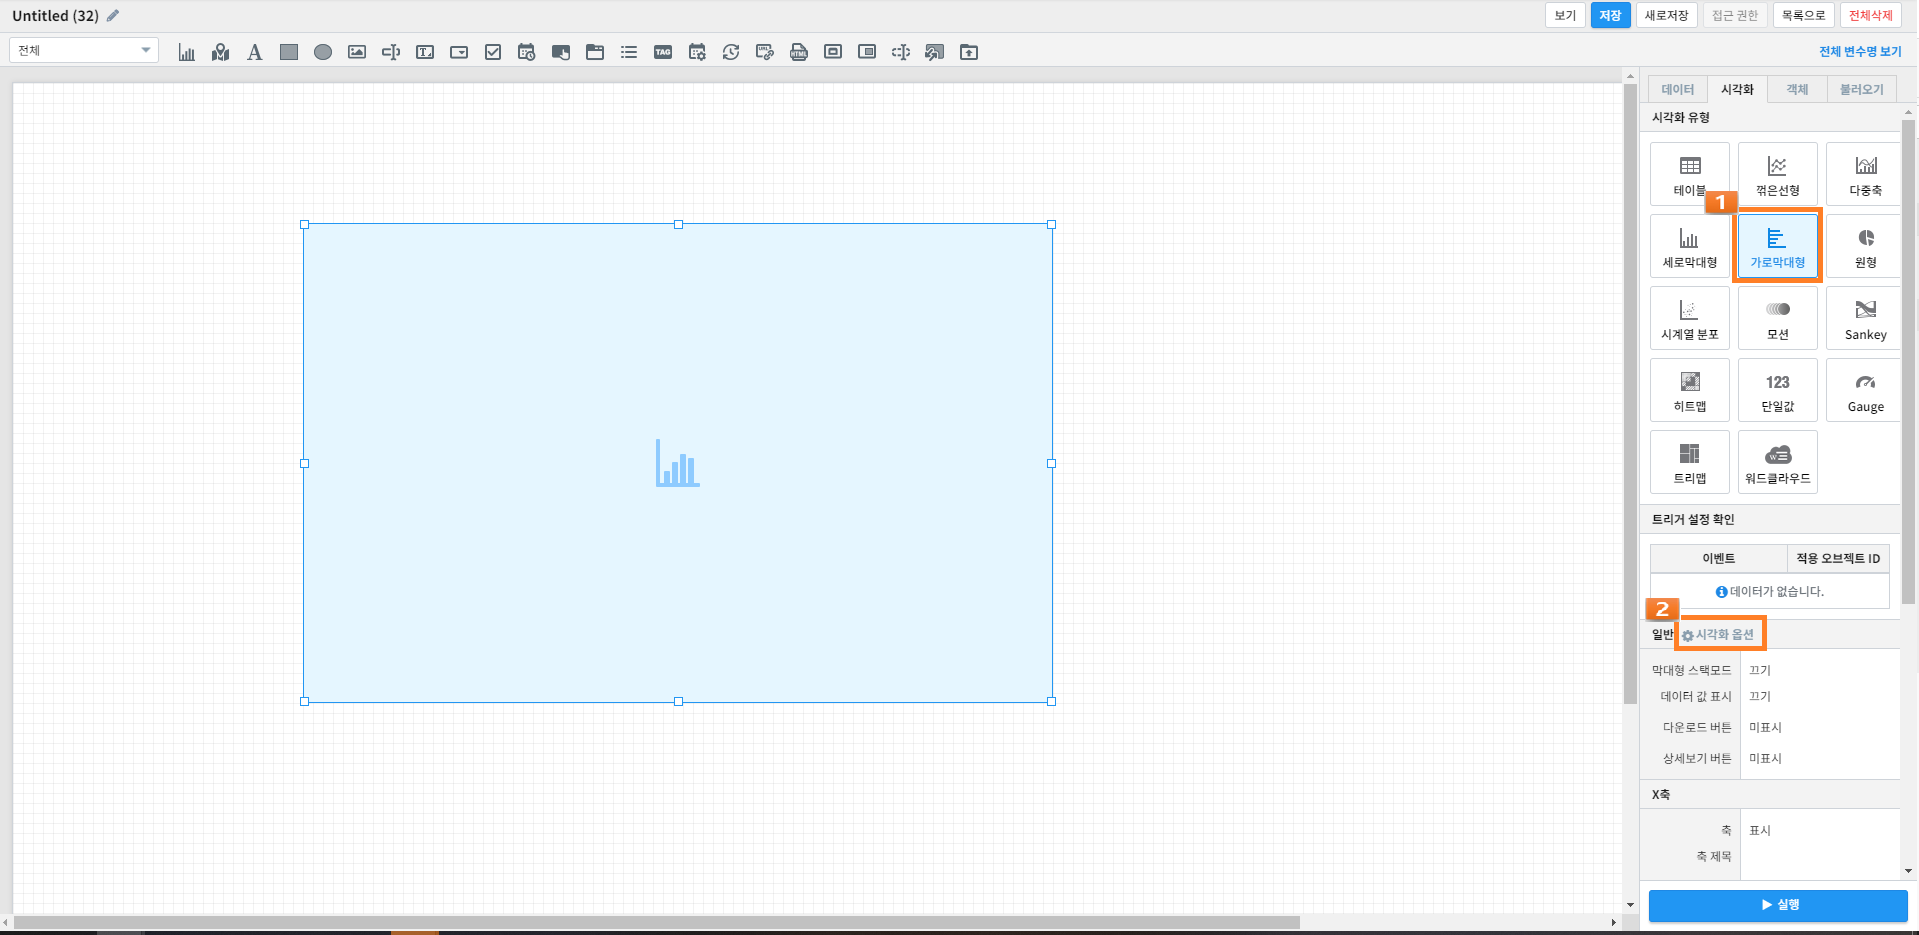 Untitled (32)
보기
저장
새로저장
접근 권한
목록으로
전체삭제
전체
A
T
TAG
URL
HTML
전체 변수명 보기
데이터
시각화
객체
불러오기
시각화 유형
테이블
꺾은선형
다중축
1
세로막대형
가로막대형
원형
시계열 분포
모션
Sankey
히트맵
123
단일값
Gauge
트리맵
W
워드클라우드
트리거 설정 확인
이벤트
적용 오브젝트 ID
데이터가 없습니다.
2
일반
시각화 옵션
막대형 스택모드
끄기
데이터 값 표시
끄기
다운로드 버튼
미표시
상세보기 버튼
미표시
X축
축
표시
축 제목
실행